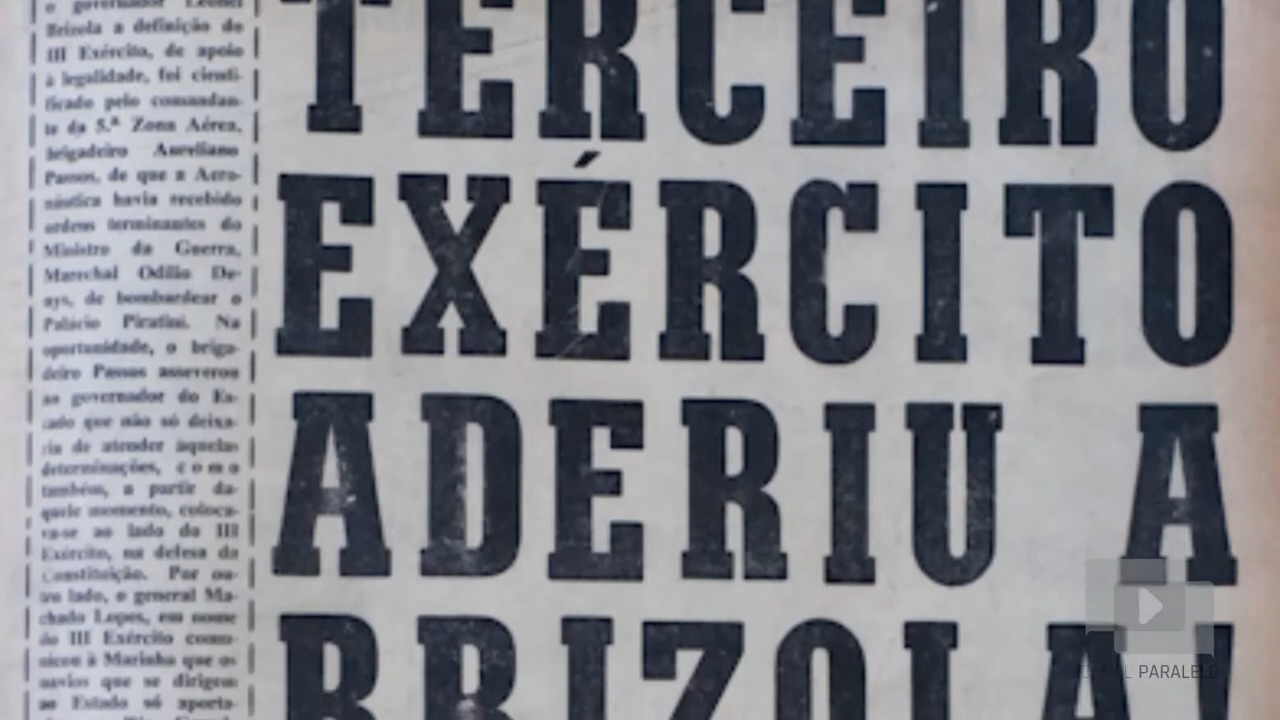 o governador Leonel
Brizola a definição do
III Exército, de apoio
à legalidade, foi cienti-
ficado pelo comandan-
te da 5.ª Zona Aérea,
brigadeiro Aureliano
Passos, de que a Aero-
náutica havia recebido
ordens terminantes do
Ministro da Guerra,
Marechal Odílio De-
nys, de bombardear o
Palácio Piratini. Na
oportunidade, o briga-
deiro Passos asseverou
ao governador do Es-
tado que não só deixa-
ria de atender àquelas
determinações, como
também, a partir da-
quele momento, coloca-
va-se ao lado do III
Exército, na defesa da
Constituição. Por ou-
tro lado, o general Ma-
chado Lopes, em nome
do III Exército comu-
nicou à Marinha que os
navios que se dirigem
ao Estado só aporta-
TERCEIRO
EXÉRCITO
ADERIU A
BRIZOLA!
PARALELO